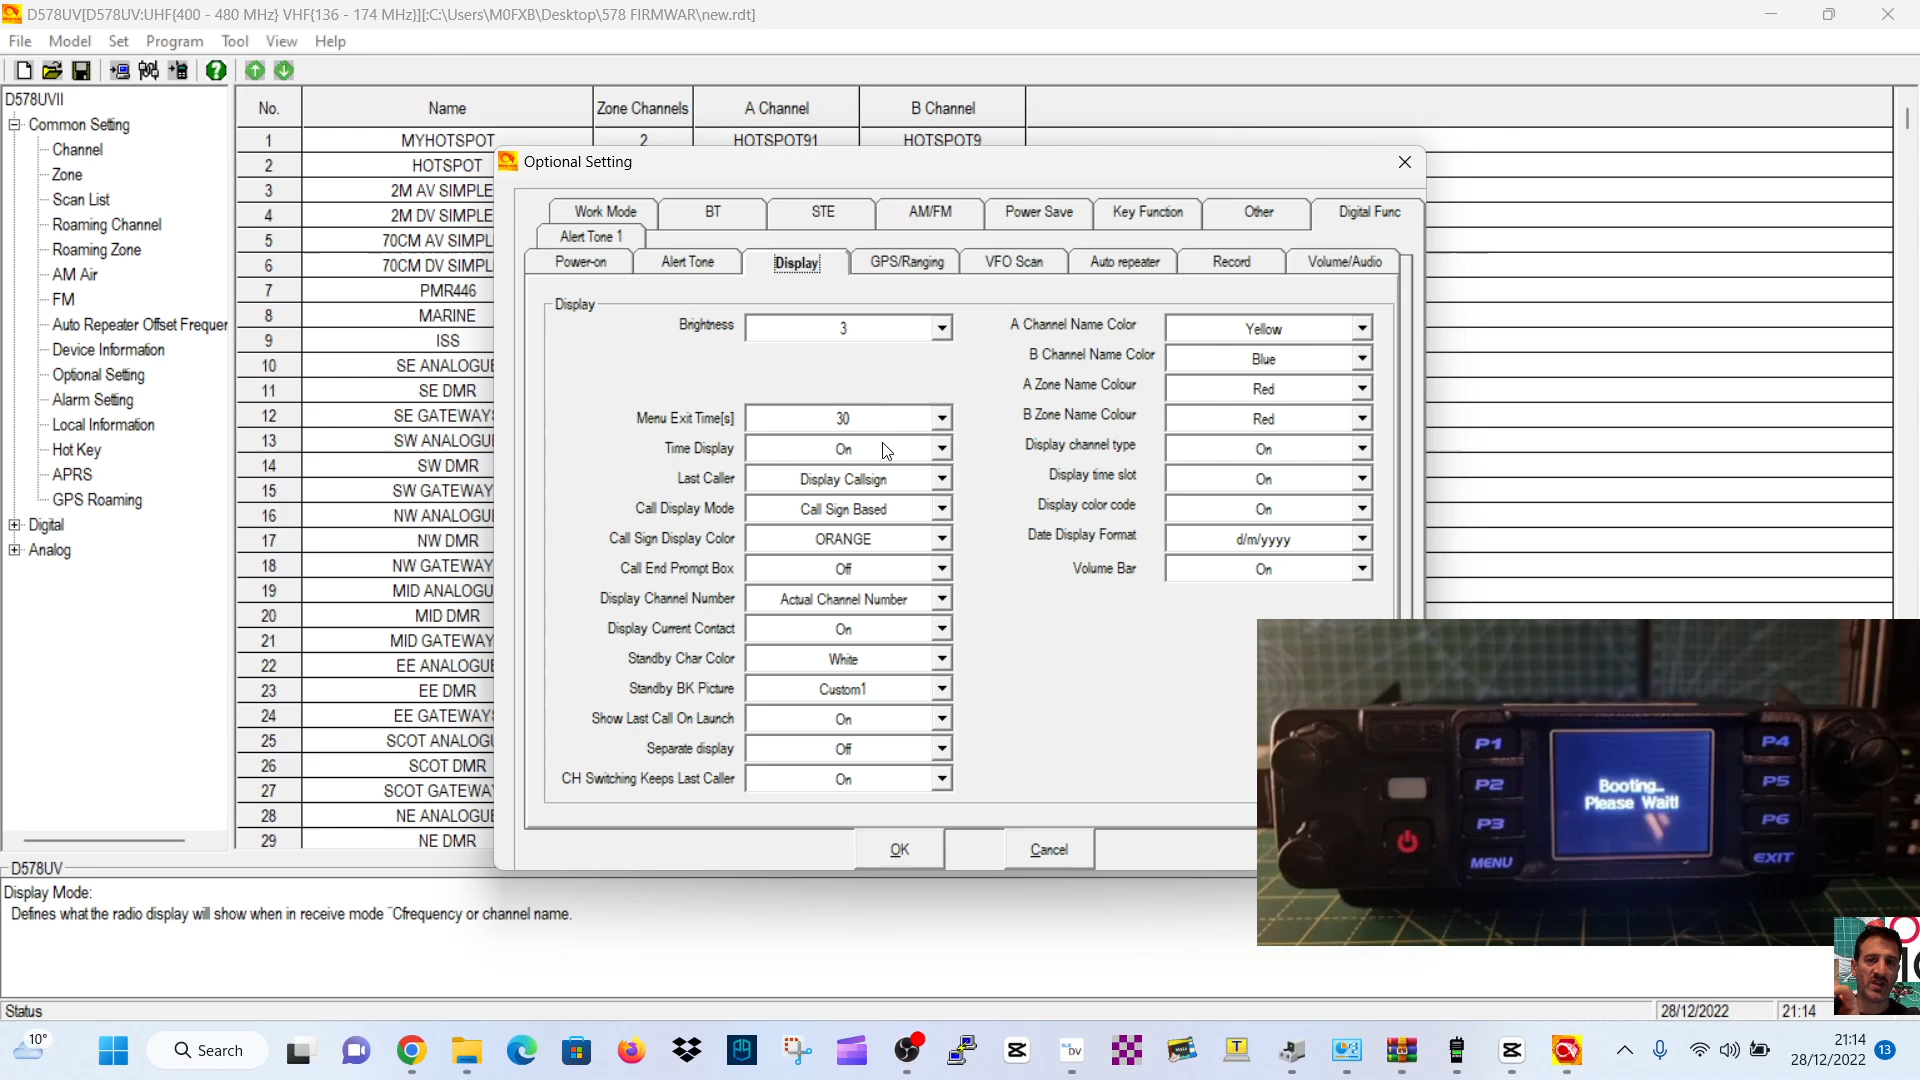 D578UV[D578UV:UHF{400 - 480 MHz} VHF{136 - 174 MHz}][:C:\Users\M0FXB\Desktop\578 FIRMWAR\new.rdt]
File Model Set Program Tool View Help
D578UVII
Common Setting
Channel
Zone
Scan List
Roaming Channel
Roaming Zone
AM Air
FM
Auto Repeater Offset Frequer
Device Information
Optional Setting
Alarm Setting
Local Information
Hot Key
APRS
GPS Roaming
Digital
Analog
No. Name Zone Channels A Channel B Channel
1 MYHOTSPOT 2 HOTSPOT91 HOTSPOT9
2 HOTSPOT
3 2M AV SIMPLE
4 2M DV SIMPLE
5 70CM AV SIMPL
6 70CM DV SIMPL
7 PMR446
8 MARINE
9 ISS
10 SE ANALOGUE
11 SE DMR
12 SE GATEWAYS
13 SW ANALOGUE
14 SW DMR
15 SW GATEWAY
16 NW ANALOGU
17 NW DMR
18 NW GATEWAY
19 MID ANALOGU
20 MID DMR
21 MID GATEWAY
22 EE ANALOGUE
23 EE DMR
24 EE GATEWAYS
25 SCOT ANALOGU
26 SCOT DMR
27 SCOT GATEWA
28 NE ANALOGUE
29 NE DMR
Optional Setting
Work Mode BT STE AM/FM Power Save Key Function Other Digital Func
Alert Tone 1
Power-on Alert Tone Display GPS/Ranging VFO Scan Auto repeater Record Volume/Audio
Display
Brightness 3
Menu Exit Time[s] 30
Time Display On
Last Caller Display Callsign
Call Display Mode Call Sign Based
Call Sign Display Color ORANGE
Call End Prompt Box Off
Display Channel Number Actual Channel Number
Display Current Contact On
Standby Char Color White
Standby BK Picture Custom1
Show Last Call On Launch On
Separate display Off
CH Switching Keeps Last Caller On
A Channel Name Color Yellow
B Channel Name Color Blue
A Zone Name Colour Red
B Zone Name Colour Red
Display channel type On
Display time slot On
Display color code On
Date Display Format d/m/yyyy
Volume Bar On
OK Cancel
P1
P2
P3
MENU
Booting...
Please Wait!
P4
P5
P6
EXIT
D578UV
Display Mode:
Defines what the radio display will show when in receive mode ¨Cfrequency or channel name.
Status 28/12/2022 21:14
10°
Search
DV
21:14
28/12/2022
13